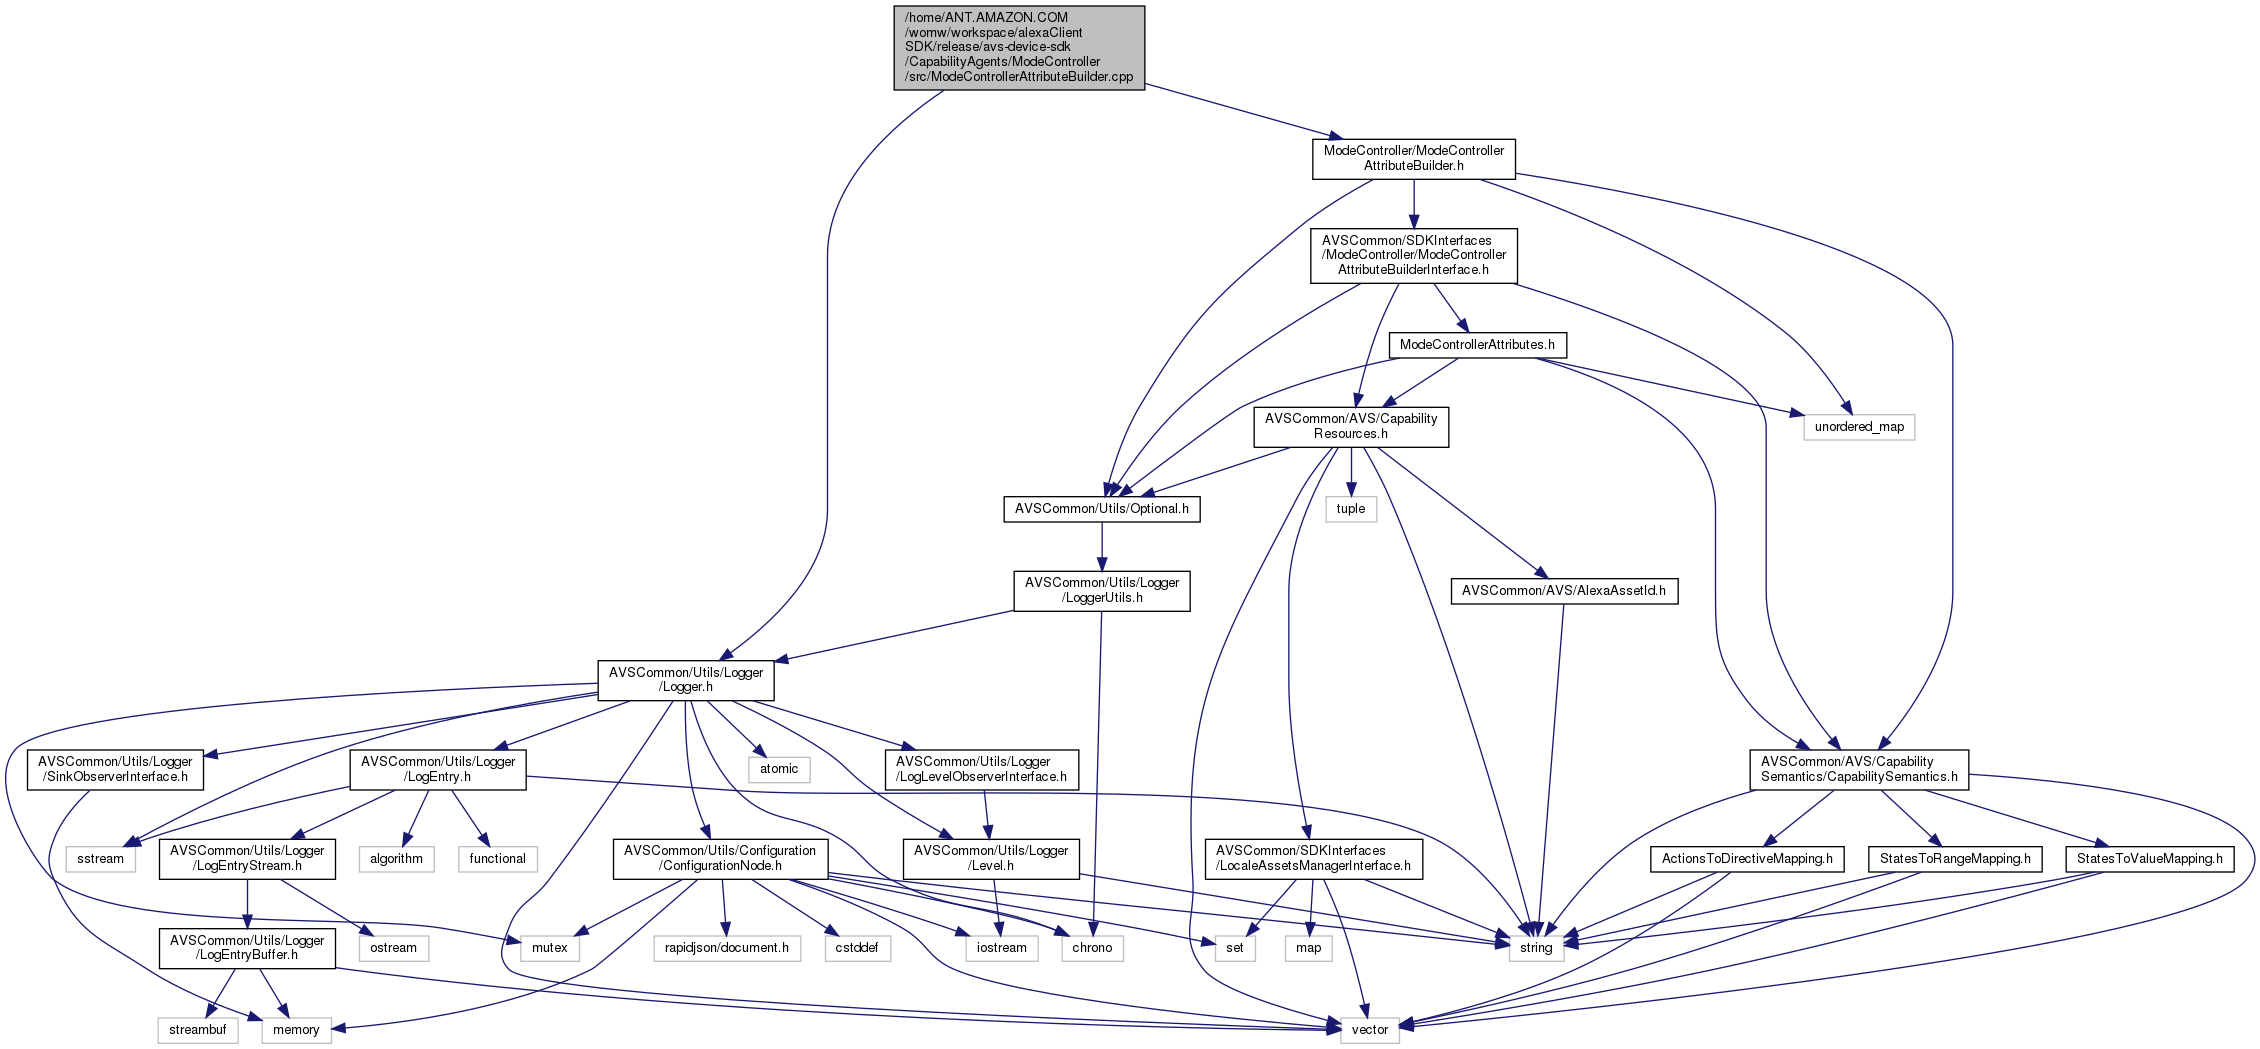 /home/ANT.AMAZON.COM
/womw/workspace/alexaClient
SDK/release/avs-device-sdk
/CapabilityAgents/ModeController
/src/ModeControllerAttributeBuilder.cpp
ModeController/ModeController
AttributeBuilder.h
AVSCommon/SDKInterfaces
/ModeController/ModeController
AttributeBuilderInterface.h
ModeControllerAttributes.h
AVSCommon/AVS/Capability
Resources.h
unordered_map
AVSCommon/Utils/Optional.h
tuple
AVSCommon/Utils/Logger
/LoggerUtils.h
AVSCommon/AVS/AlexaAssetId.h
AVSCommon/Utils/Logger
/Logger.h
AVSCommon/Utils/Logger
/SinkObserverInterface.h
AVSCommon/Utils/Logger
/LogEntry.h
atomic
AVSCommon/Utils/Logger
/LogLevelObserverInterface.h
AVSCommon/AVS/Capability
Semantics/CapabilitySemantics.h
sstream
AVSCommon/Utils/Logger
/LogEntryStream.h
algorithm
functional
AVSCommon/Utils/Configuration
/ConfigurationNode.h
AVSCommon/Utils/Logger
/Level.h
AVSCommon/SDKInterfaces
/LocaleAssetsManagerInterface.h
ActionsToDirectiveMapping.h
StatesToRangeMapping.h
StatesToValueMapping.h
AVSCommon/Utils/Logger
/LogEntryBuffer.h
ostream
mutex
rapidjson/document.h
cstddef
iostream
chrono
set
map
string
streambuf
memory
vector